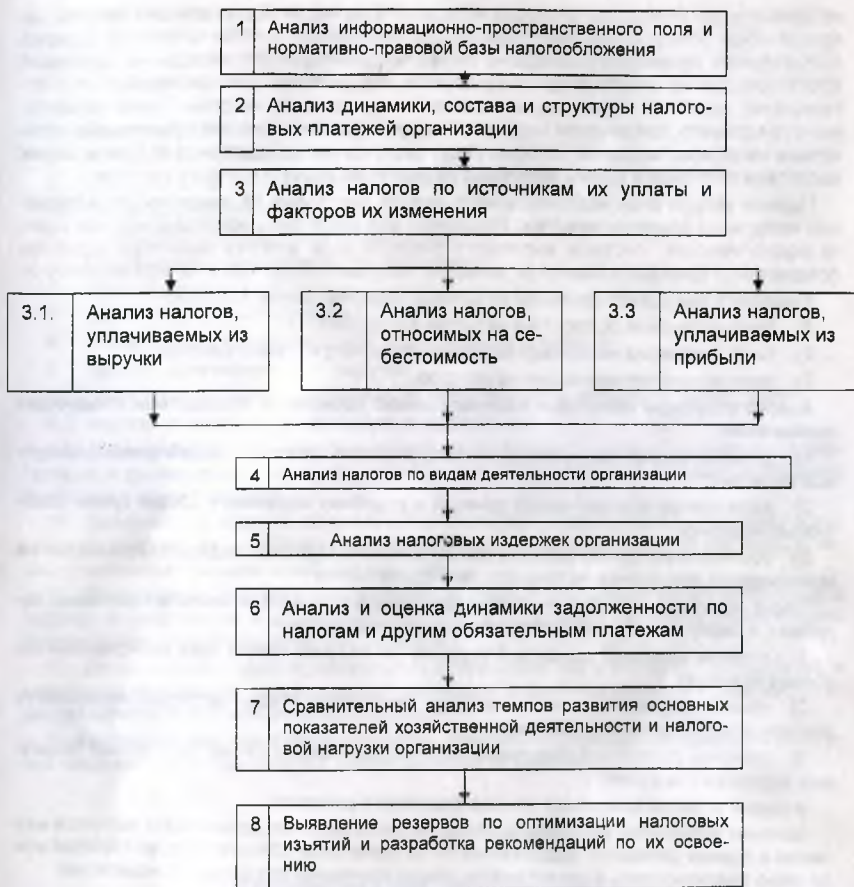 1 Анализ информационно-пространственного поля и
нормативно-правовой базы налогообложения
2 Анализ динамики, состава и структуры налого-
вых платежей организации
3 Анализ налогов по источникам их уплаты и
факторов их изменения
3.1. Анализ налогов,
уплачиваемых из
выручки
3.2 Анализ налогов,
относимых на се-
бестоимость
3.3 Анализ налогов,
уплачиваемых из
прибыли
4 Анализ налогов по видам деятельности организации
5 Анализ налоговых издержек организации
6 Анализ и оценка динамики задолженности по
налогам и другим обязательным платежам
7 Сравнительный анализ темпов развития основных
показателей хозяйственной деятельности и налого-
вой нагрузки организации
8 Выявление резервов по оптимизации налоговых
изъятий и разработка рекомендаций по их освое-
нию